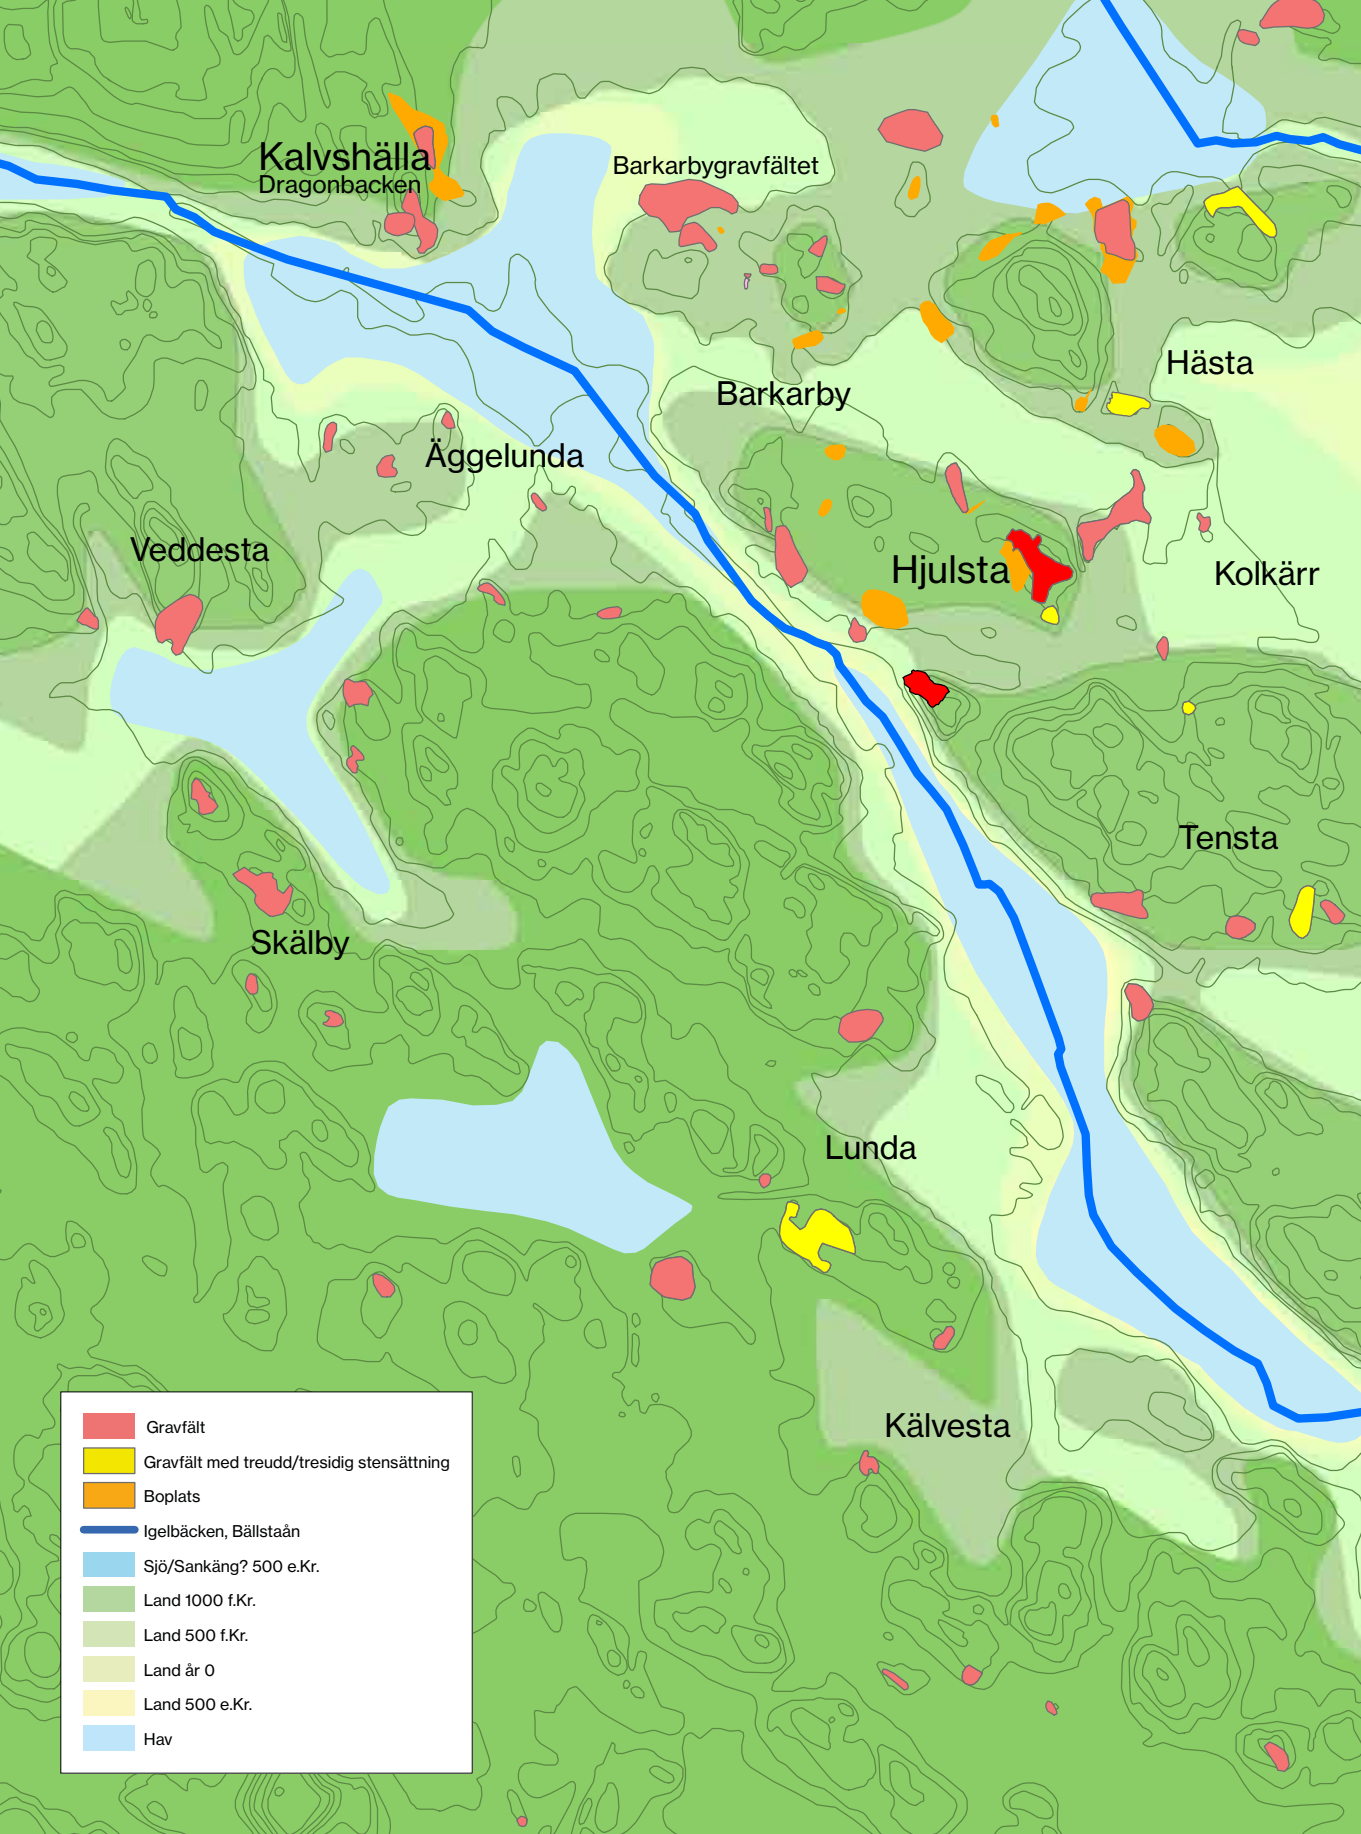 Kalvshälla
Dragonbacken
Barkarbygravfältet
Hästa
Barkarby
Äggelunda
Veddesta
Hjulsta
Kolkärr
Tensta
Skälby
Lunda
Kälvesta
Gravfält
Gravfält med treudd/tresidig stensättning
Boplats
Igelbäcken, Bällstaån
Sjö/Sankäng? 500 e.Kr.
Land 1000 f.Kr.
Land 500 f.Kr.
Land år 0
Land 500 e.Kr.
Hav